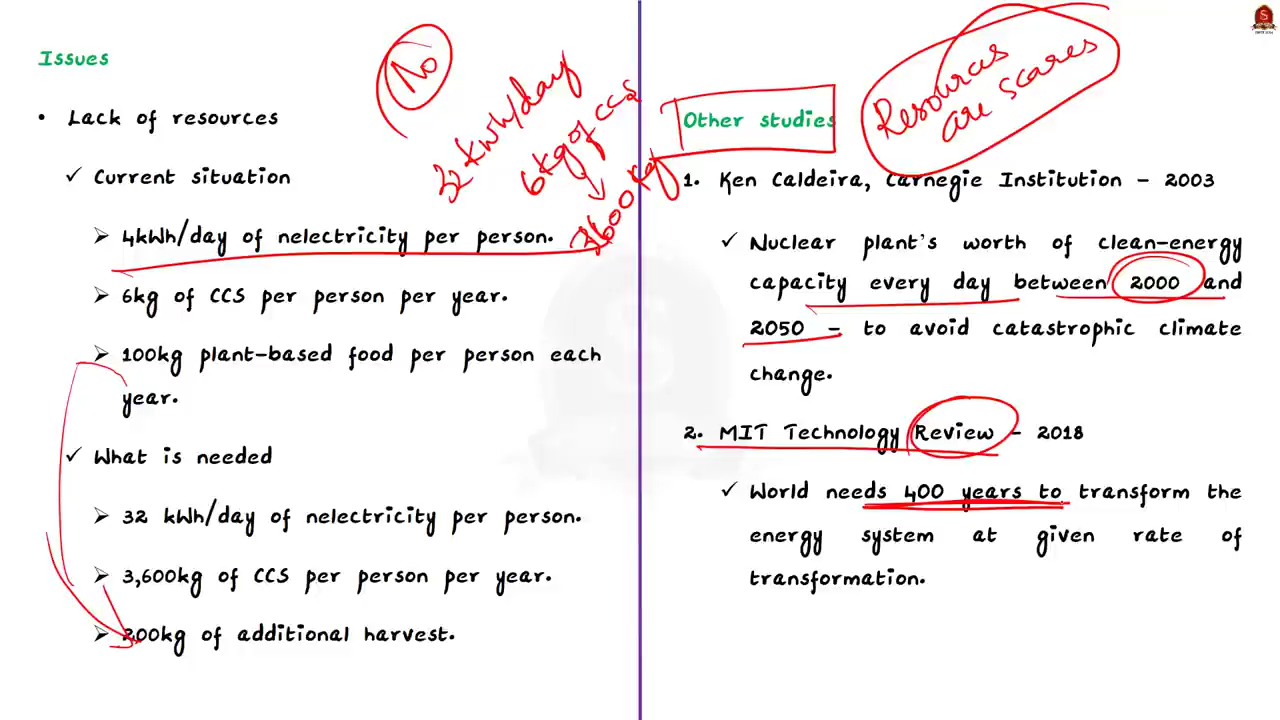 Issues
• Lack of resources
✓ Current situation
➢ 4kWh/day of nelectricity per person.
➢ 6kg of CCS per person per year.
➢ 100kg plant-based food per person each
year.
✓ What is needed
➢ 32 kWh/day of nelectricity per person.
➢ 3,600kg of CCS per person per year.
➢ 200kg of additional harvest.
No
32 kWh/day
6kg of CCS
3600 kg
Resources
are scares
Other studies
1. Ken Caldeira, Carnegie Institution - 2003
✓ Nuclear plant's worth of clean-energy
capacity every day between 2000 and
2050 - to avoid catastrophic climate
change.
2. MIT Technology Review - 2018
✓ World needs 400 years to transform the
energy system at given rate of
transformation.